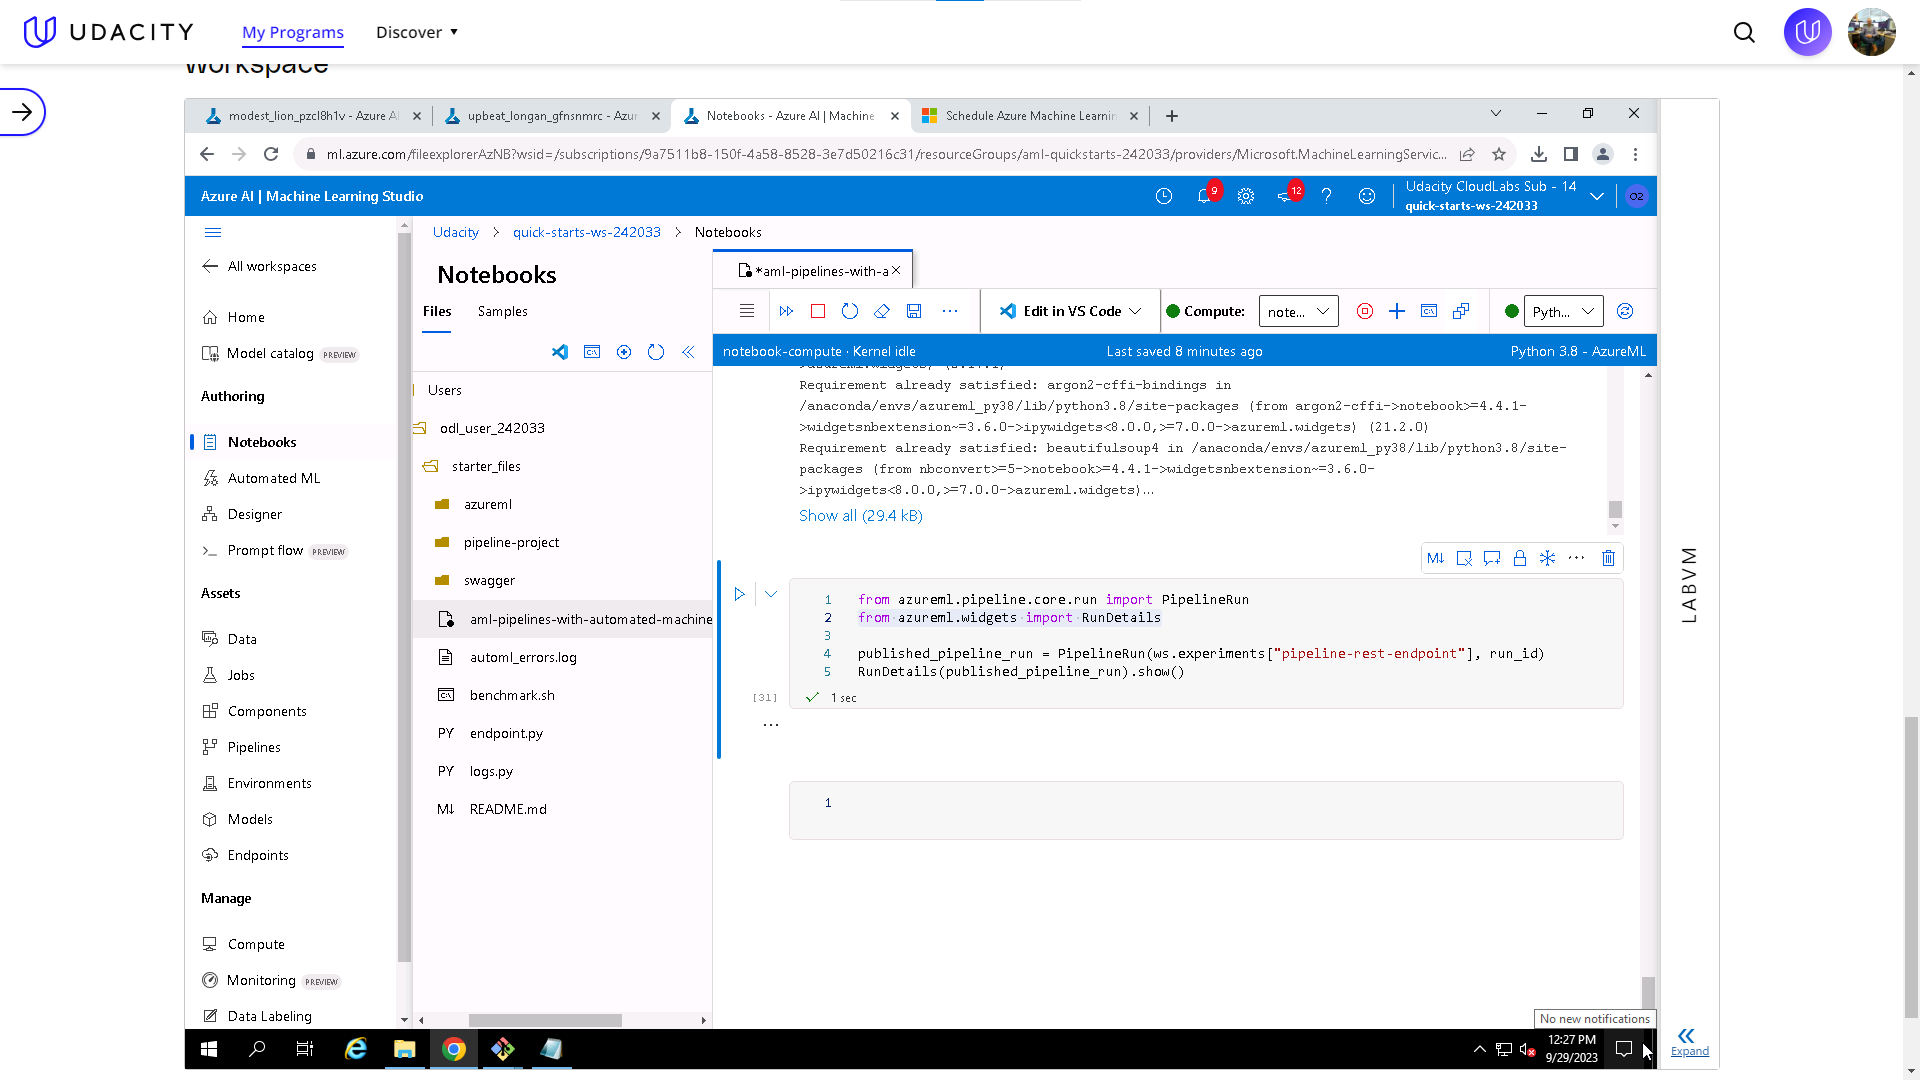 UDACITY
My Programs
Discover
Workspace
modest_lion_pzcl8h1v - Azure AI
upbeat_longan_gfnsnmrc - Azur
Notebooks - Azure AI | Machine
Schedule Azure Machine Learnin
ml.azure.com/fileexplorerAzNB?wsid=/subscriptions/9a7511b8-150f-4a58-8528-3e7d50216c31/resourceGroups/aml-quickstarts-242033/providers/Microsoft.MachineLearningServic...
Azure AI | Machine Learning Studio
9
12
Udacity CloudLabs Sub - 14
quick-starts-ws-242033
O2
All workspaces
Home
Model catalog PREVIEW
Authoring
Notebooks
Automated ML
Designer
Prompt flow PREVIEW
Assets
Data
Jobs
Components
Pipelines
Environments
Models
Endpoints
Manage
Compute
Monitoring PREVIEW
Data Labeling
Udacity > quick-starts-ws-242033 > Notebooks
Notebooks
Files
Samples
Users
odl_user_242033
starter_files
azureml
pipeline-project
swagger
aml-pipelines-with-automated-machine
automl_errors.log
benchmark.sh
PY endpoint.py
PY logs.py
M↓ README.md
*aml-pipelines-with-a
Edit in VS Code
Compute:
note...
Pyth...
notebook-compute · Kernel idle
Last saved 8 minutes ago
Python 3.8 - AzureML
Requirement already satisfied: argon2-cffi-bindings in
/anaconda/envs/azureml_py38/lib/python3.8/site-packages (from argon2-cffi->notebook>=4.4.1-
>widgetsnbextension~=3.6.0->ipywidgets<8.0.0,>=7.0.0->azureml.widgets) (21.2.0)
Requirement already satisfied: beautifulsoup4 in /anaconda/envs/azureml_py38/lib/python3.8/site-
packages (from nbconvert>=5->notebook>=4.4.1->widgetsnbextension~=3.6.0-
>ipywidgets<8.0.0,>=7.0.0->azureml.widgets)...
Show all (29.4 kB)
M↓
1 from azureml.pipeline.core.run import PipelineRun
2 from azureml.widgets import RunDetails
3
4 published_pipeline_run = PipelineRun(ws.experiments["pipeline-rest-endpoint"], run_id)
5 RunDetails(published_pipeline_run).show()
[31]
1 sec
...
1
LABVM
No new notifications
12:27 PM
9/29/2023
Expand